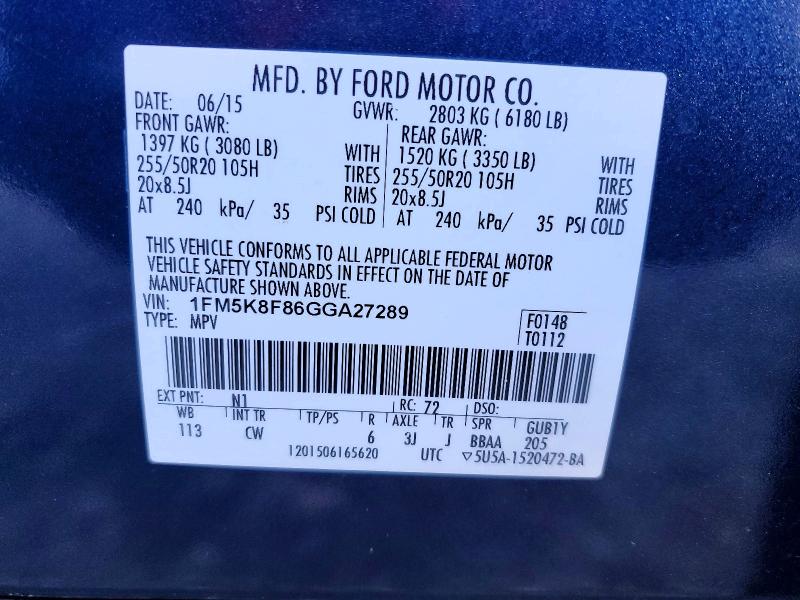 MFD. BY FORD MOTOR CO.
DATE: 06/15 GVWR: 2803 KG ( 6180 LB)
FRONT GAWR: REAR GAWR:
1397 KG ( 3080 LB) WITH 1520 KG ( 3350 LB) WITH
255/50R20 105H TIRES 255/50R20 105H TIRES
20x8.5J RIMS 20x8.5J RIMS
AT 240 kPa/ 35 PSI COLD AT 240 kPa/ 35 PSI COLD
THIS VEHICLE CONFORMS TO ALL APPLICABLE FEDERAL MOTOR
VEHICLE SAFETY STANDARDS IN EFFECT ON THE DATE OF
MANUFACTURE SHOWN ABOVE.
VIN: 1FM5K8F86GGA27289
TYPE: MPV
F0148
T0112
EXT PNT: N1 RC: 72 DSO:
WB INT TR TP/PS R AXLE TR SPR GUB1Y
113 CW 6 3J J BBAA 205
1201506165620 UTC ▽5U5A-1520472-BA